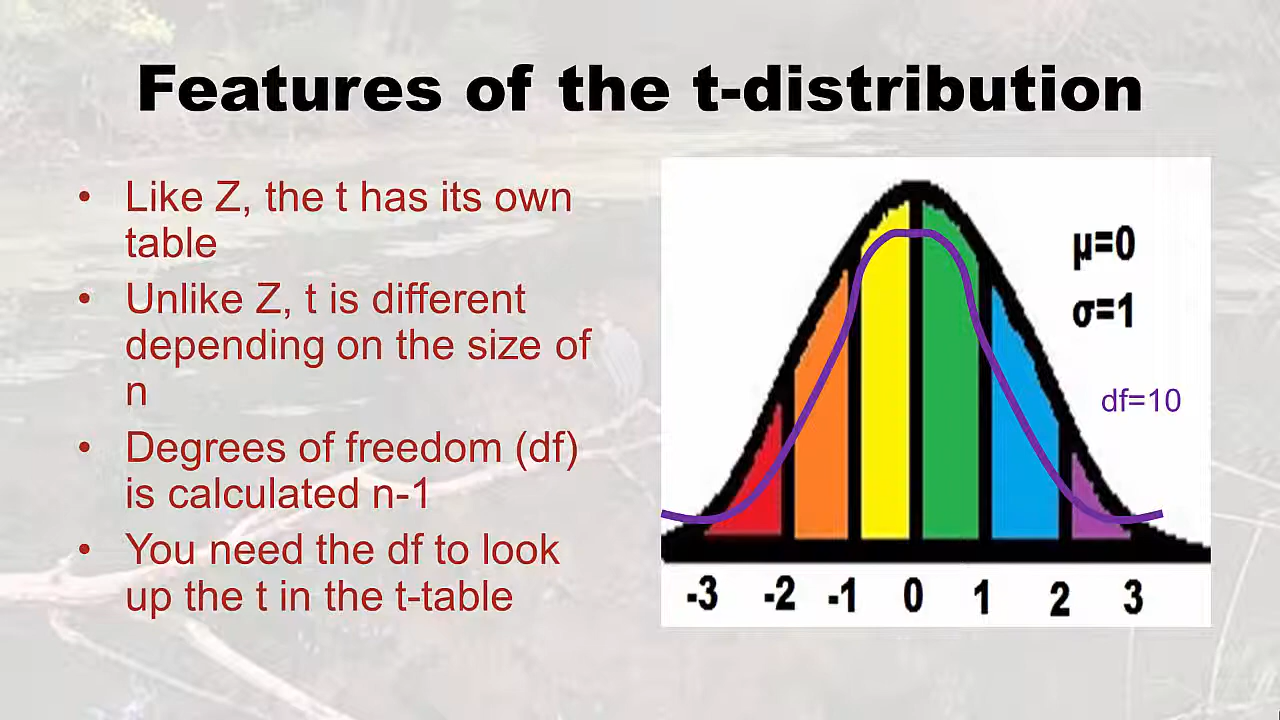 Features of the t-distribution
• Like Z, the t has its own
table
• Unlike Z, t is different
depending on the size of
n
• Degrees of freedom (df)
is calculated n-1
• You need the df to look
up the t in the t-table
μ=0
σ=1
df=10
-3 -2 -1 0 1 2 3